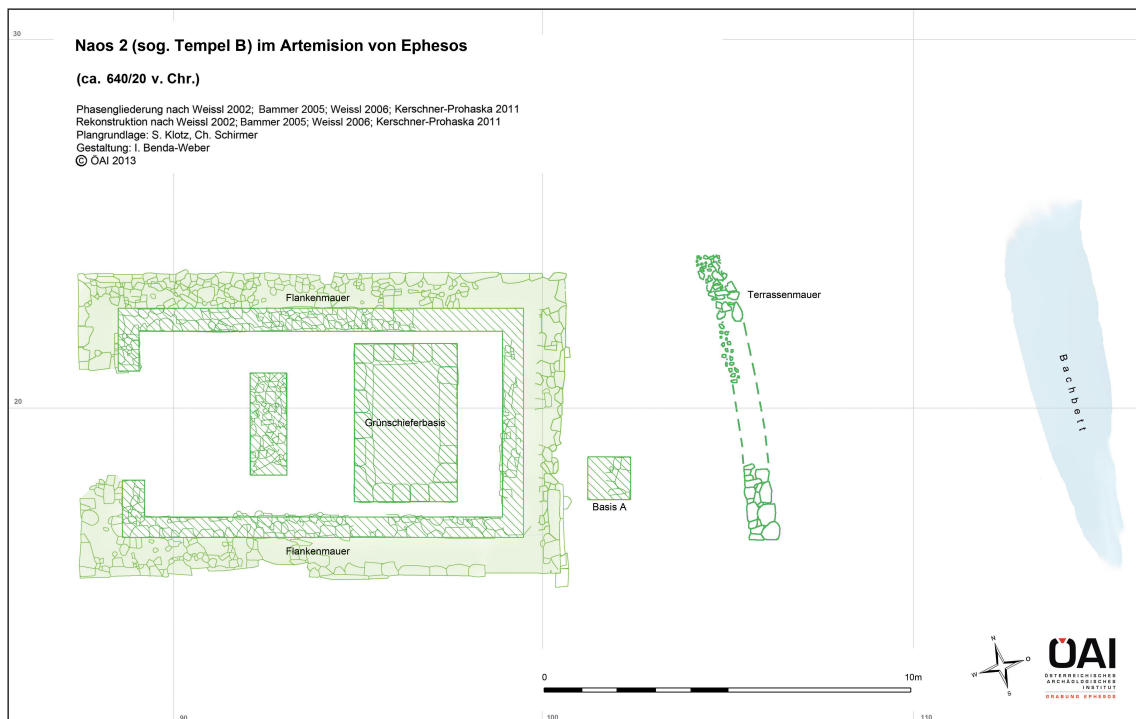 30
Naos 2 (sog. Tempel B) im Artemision von Ephesos
(ca. 640/20 v. Chr.)
Phasengliederung nach Weissl 2002; Bammer 2005; Weissl 2006; Kerschner-Prohaska 2011
Rekonstruktion nach Weissl 2002; Bammer 2005; Weissl 2006; Kerschner-Prohaska 2011
Plangrundlage: S. Klotz, Ch. Schirmer
Gestaltung: I. Benda-Weber
© ÖAI 2013
Flankenmauer
Terrassenmauer
Bachbett
20
Grünschieferbasis
Basis A
Flankenmauer
N
O
W
S
ÖAI
ÖSTERREICHISCHES
ARCHÄOLOGISCHES
INSTITUT
GRABUNG EPHESOS
0
10m
90
100
110